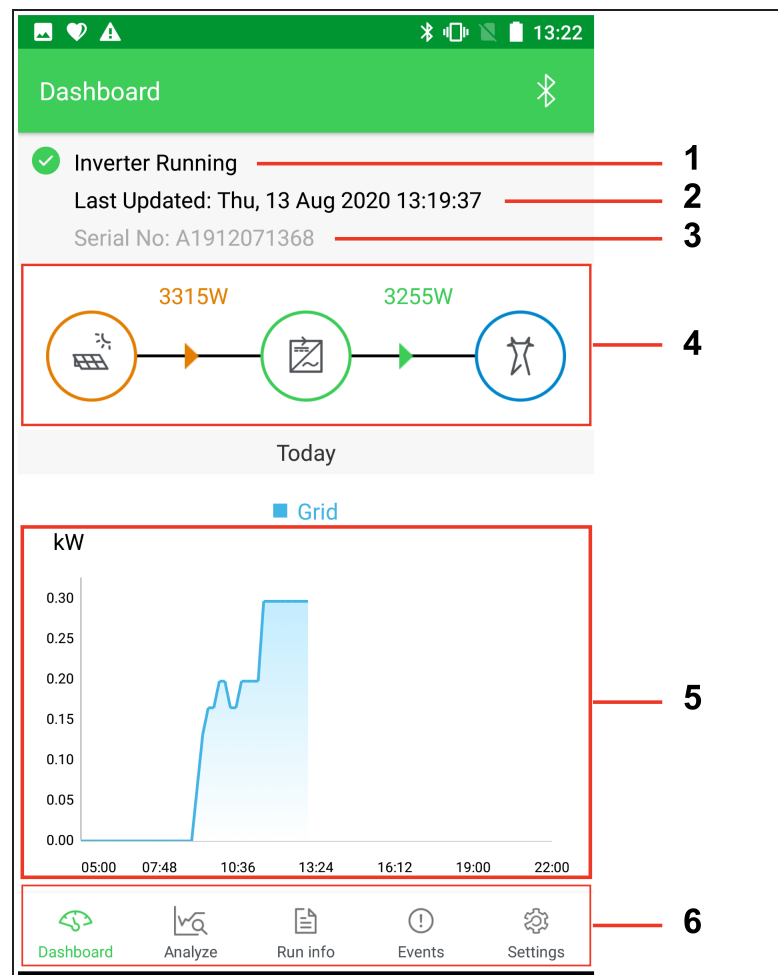 13:22
Dashboard
Inverter Running
1
Last Updated: Thu, 13 Aug 2020 13:19:37
2
Serial No: A1912071368
3
3315W 3255W
4
Today
Grid
kW
0.30
0.25
0.20
0.15
0.10
0.05
0.00
05:00 07:48 10:36 13:24 16:12 19:00 22:00
5
Dashboard Analyze Run info Events Settings
6